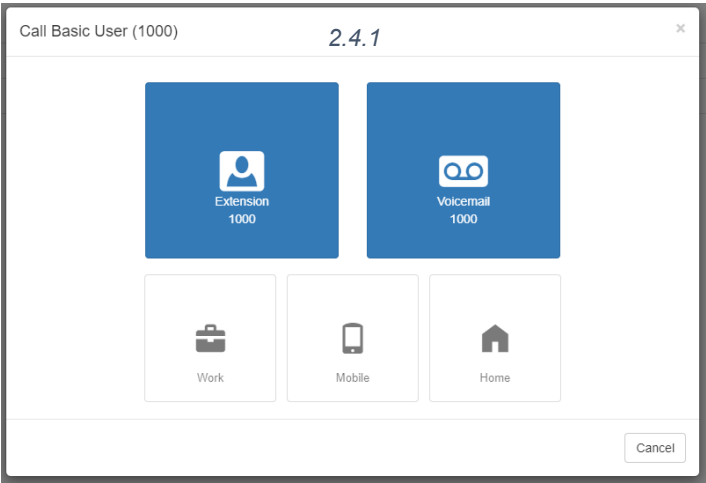 Call Basic User (1000)
2.4.1
×
Extension
1000
Voicemail
1000
Work
Mobile
Home
Cancel